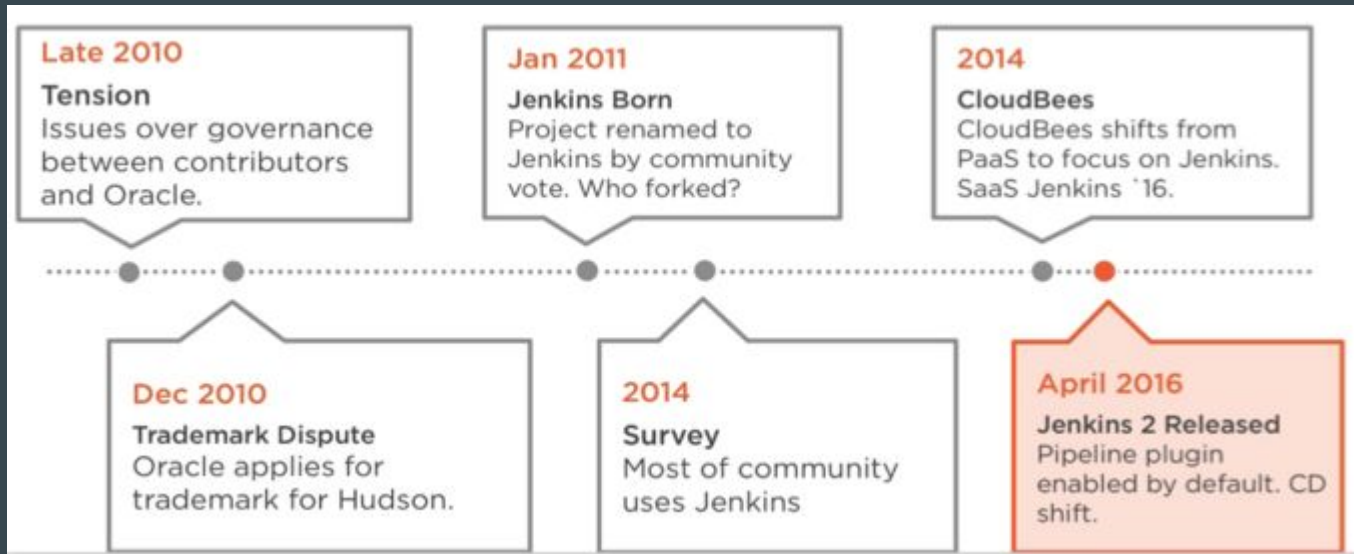 Late 2010
Tension
Issues over governance
between contributors
and Oracle.
Dec 2010
Trademark Dispute
Oracle applies for
trademark for Hudson.
Jan 2011
Jenkins Born
Project renamed to
Jenkins by community
vote. Who forked?
2014
Survey
Most of community
uses Jenkins
2014
CloudBees
CloudBees shifts from
PaaS to focus on Jenkins.
SaaS Jenkins `16.
April 2016
Jenkins 2 Released
Pipeline plugin
enabled by default. CD
shift.